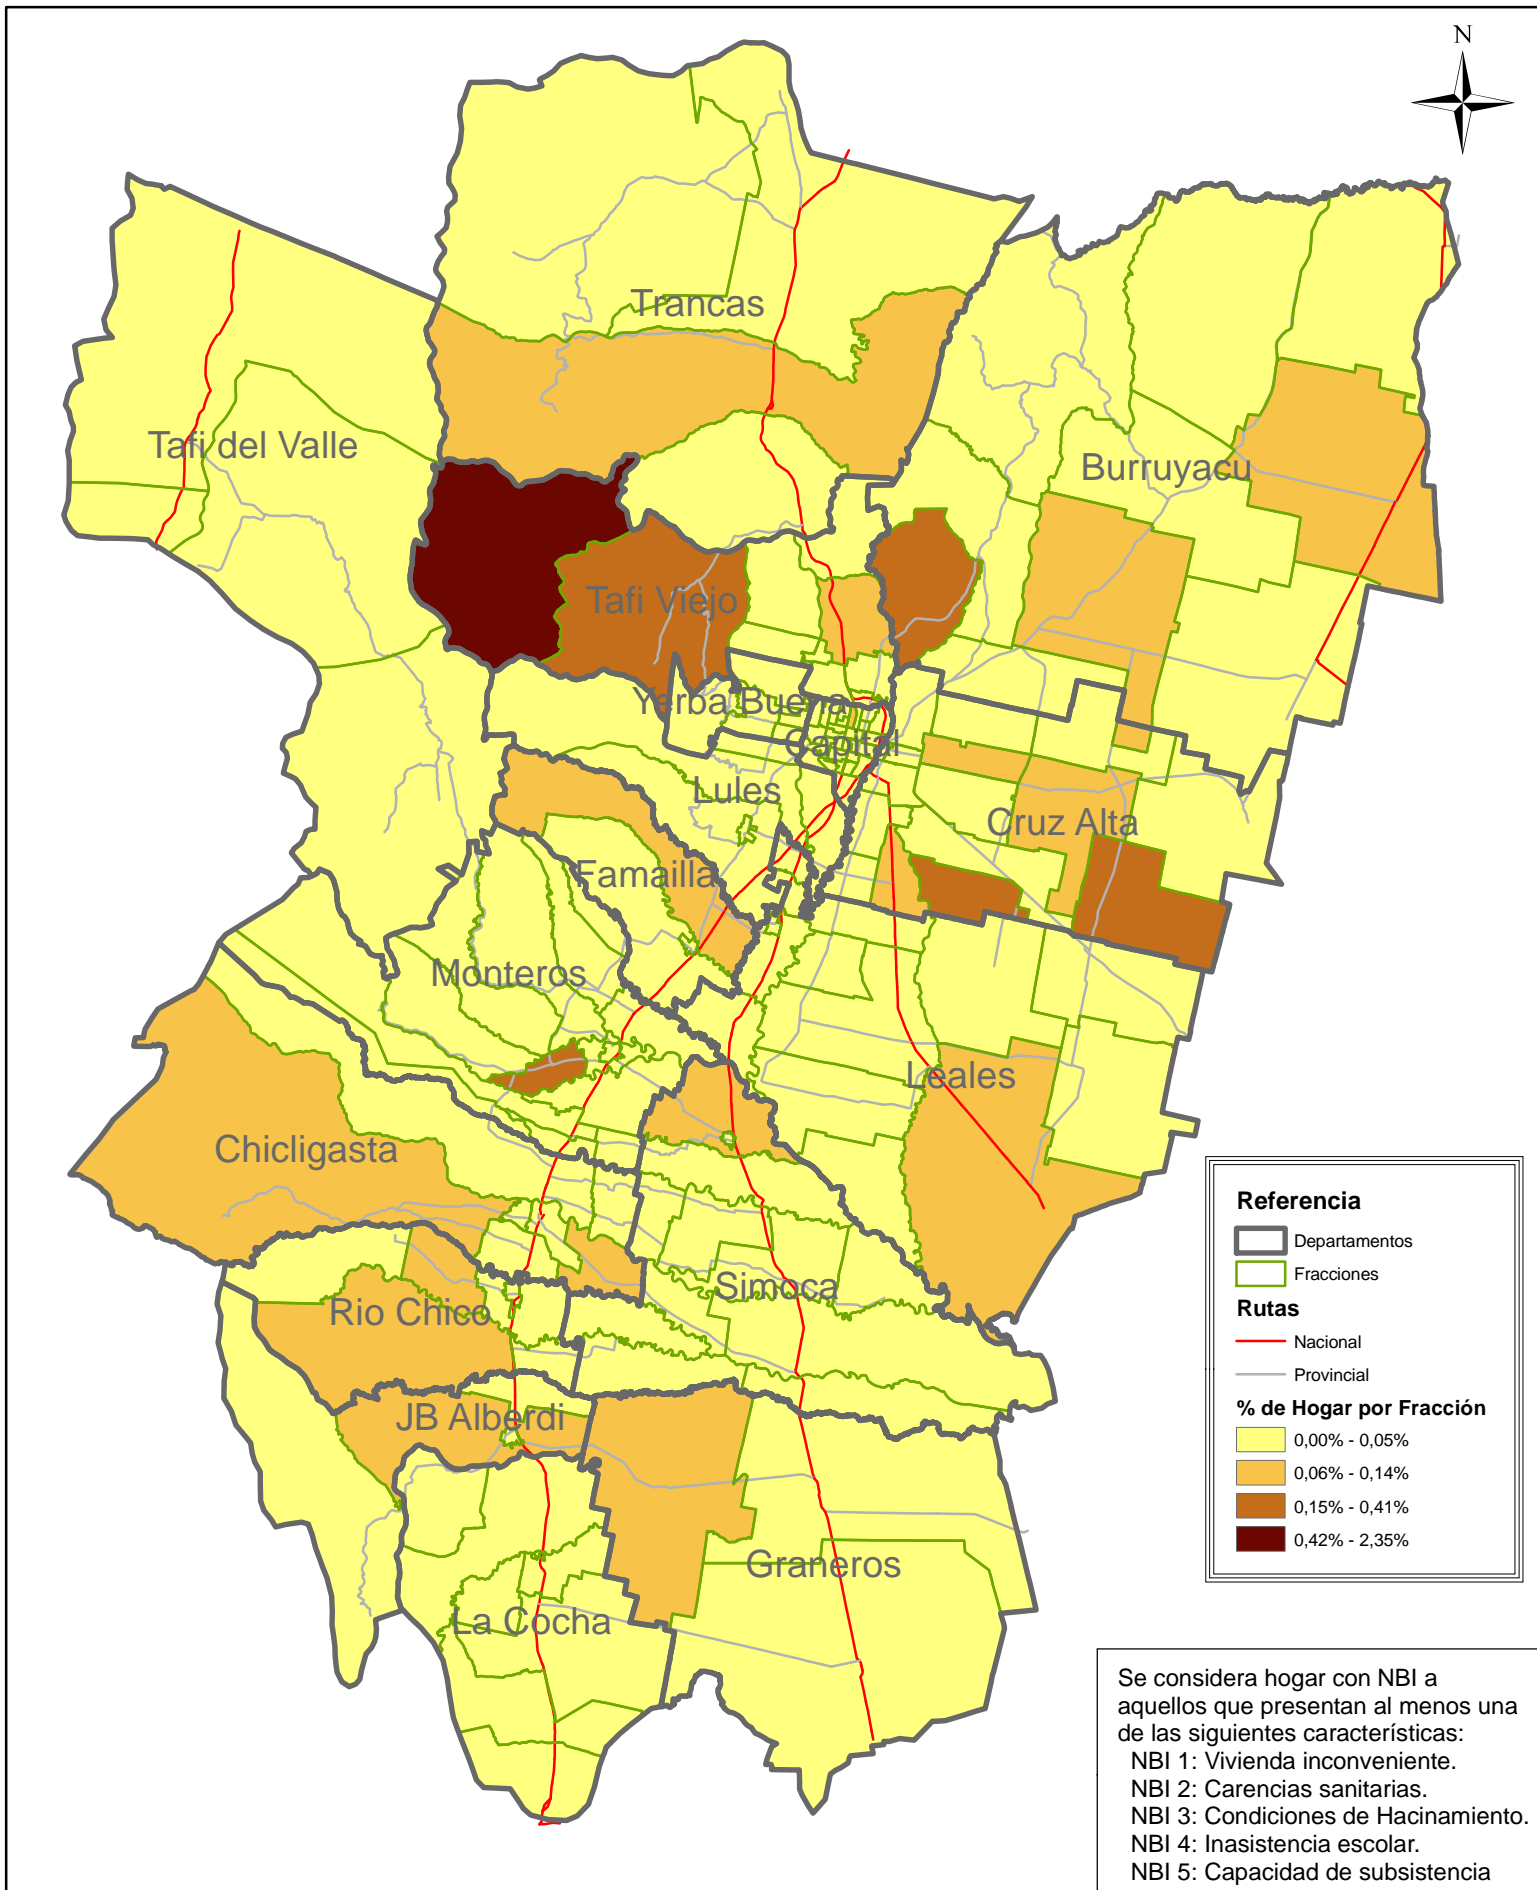 N
Trancas
Tafi del Valle
Burruyacu
Tafi Viejo
Yerba Buena
Capital
Lules
Cruz Alta
Famailla
Monteros
Leales
Chicligasta
Simoca
Rio Chico
JB Alberdi
Graneros
La Cocha
Referencia
Departamentos
Fracciones
Rutas
Nacional
Provincial
% de Hogar por Fracción
0,00% - 0,05%
0,06% - 0,14%
0,15% - 0,41%
0,42% - 2,35%
Se considera hogar con NBI a
aquellos que presentan al menos una
de las siguientes características:
NBI 1: Vivienda inconveniente.
NBI 2: Carencias sanitarias.
NBI 3: Condiciones de Hacinamiento.
NBI 4: Inasistencia escolar.
NBI 5: Capacidad de subsistencia